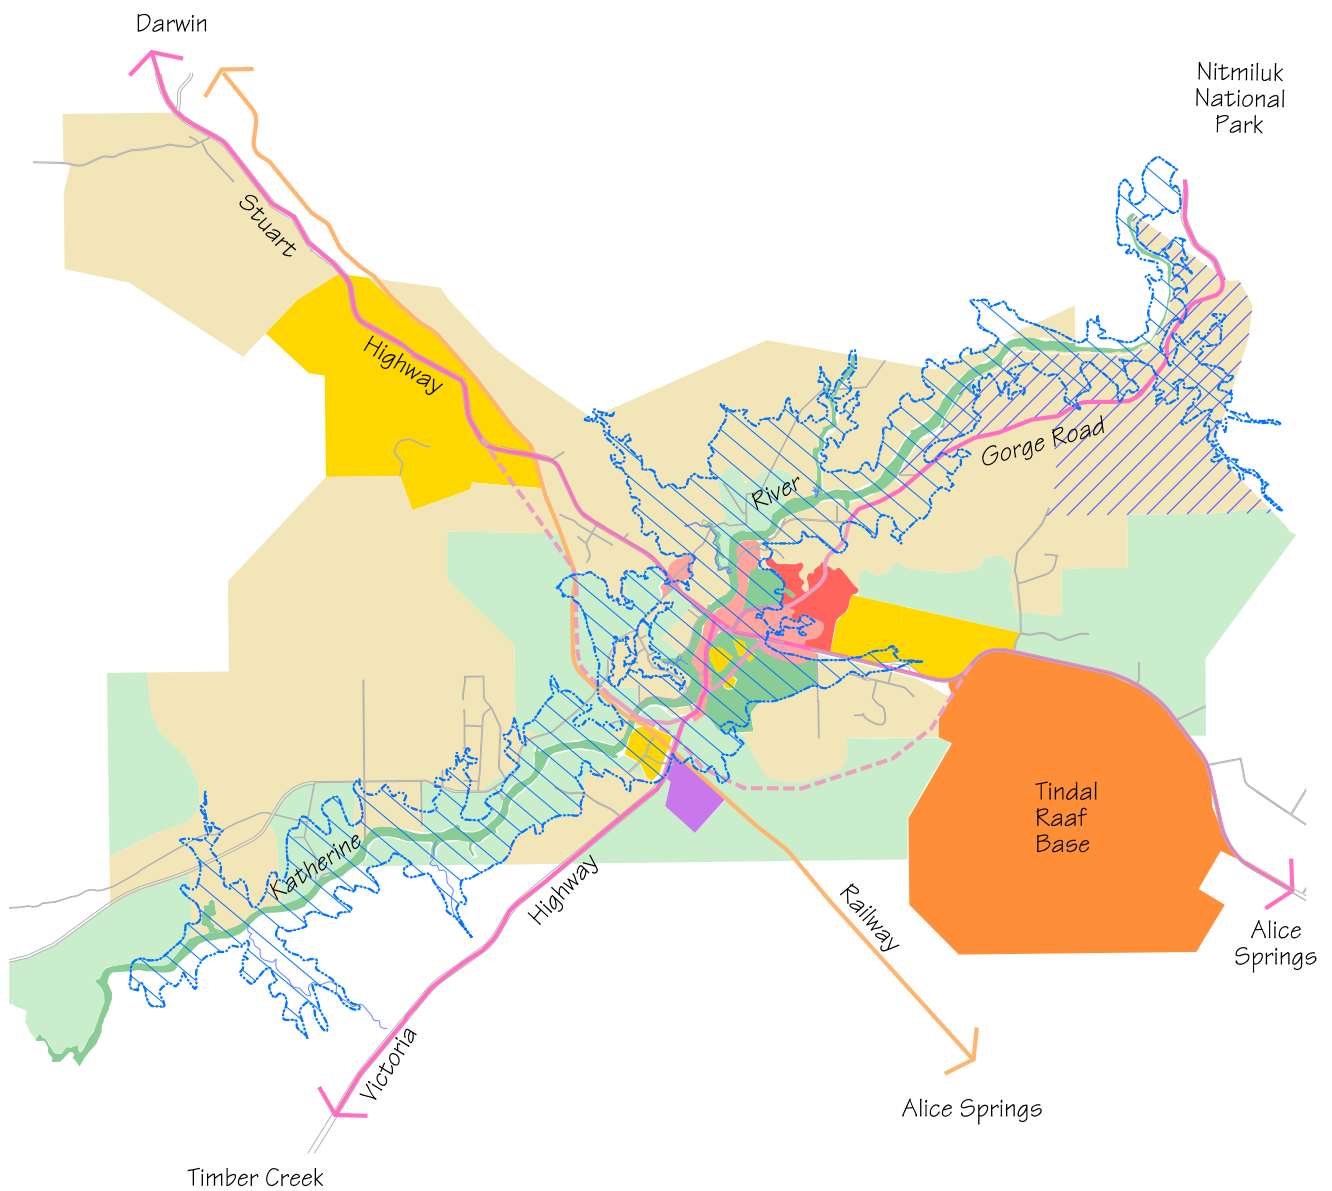 Darwin
Nitmiluk
National
Park
Stuart
Highway
Gorge Road
River
Tindal
Raaf
Base
Katherine
Highway
Railway
Alice
Springs
Victoria
Alice Springs
Timber Creek